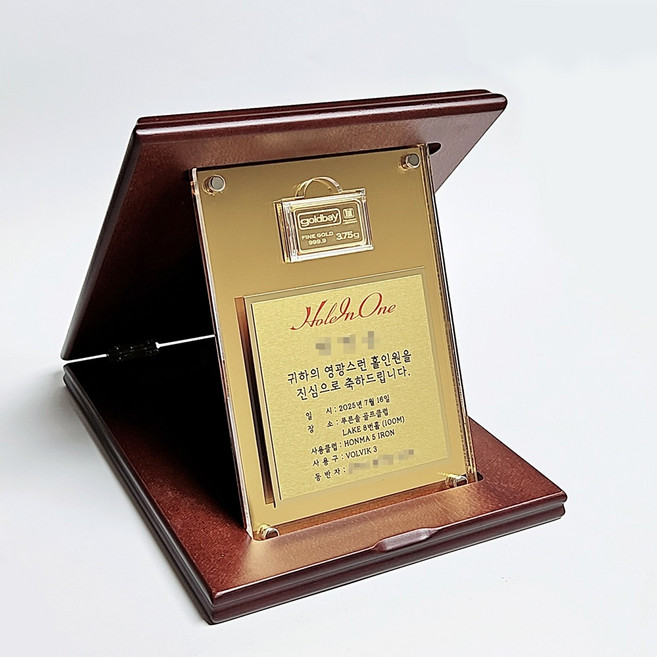 goldbay
FINE GOLD
999.9 3.75g
Hole In One
귀하의 영광스런 홀인원을
진심으로 축하드립니다.
일 시 : 2025년 7월 16일
장 소 : 푸른솔 골프클럽
LAKE 8번홀 (100M)
사용클럽 : HONMA 5 IRON
사 용 구 : VOLVIK 3
동 반 자 :